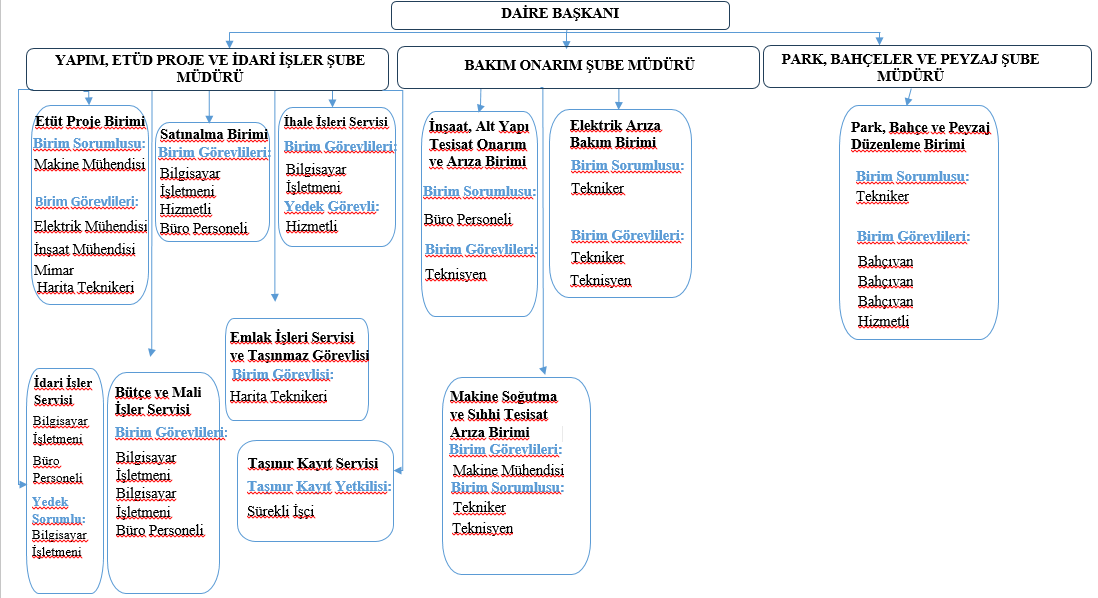 DAİRE BAŞKANI
YAPIM, ETÜD PROJE VE İDARİ İŞLER ŞUBE
MÜDÜRÜ
BAKIM ONARIM ŞUBE MÜDÜRÜ
PARK, BAHÇELER VE PEYZAJ ŞUBE
MÜDÜRÜ
Etüt Proje Birimi
Birim Sorumlusu:
Makine Mühendisi
Birim Görevlileri:
Elektrik Mühendisi
İnşaat Mühendisi
Mimar
Harita Teknikeri
Satınalma Birimi
Birim Görevlileri:
Bilgisayar
İşletmeni
Hizmetli
Büro Personeli
İhale İşleri Servisi
Birim Görevlileri:
Bilgisayar
İşletmeni
Yedek Görevli:
Hizmetli
İnşaat, Alt Yapı
Tesisat Onarım
ve Arıza Birimi
Birim Sorumlusu:
Büro Personeli
Birim Görevlileri:
Teknisyen
Elektrik Arıza
Bakım Birimi
Birim Sorumlusu:
Tekniker
Birim Görevlileri:
Tekniker
Teknisyen
Park, Bahçe ve Peyzaj
Düzenleme Birimi
Birim Sorumlusu:
Tekniker
Birim Görevlileri:
Bahçıvan
Bahçıvan
Bahçıvan
Hizmetli
İdari İşler
Servisi
Bilgisayar
İşletmeni
Büro
Personeli
Yedek
Sorumlu:
Bilgisayar
İşletmeni
Bütçe ve Mali
İşler Servisi
Birim Görevlileri:
Bilgisayar
İşletmeni
Bilgisayar
İşletmeni
Büro Personeli
Emlak İşleri Servisi
ve Taşınmaz Görevlisi
Birim Görevlisi:
Harita Teknikeri
Taşınır Kayıt Servisi
Taşınır Kayıt Yetkilisi:
Sürekli İşçi
Makine Soğutma
ve Sıhhi Tesisat
Arıza Birimi
Birim Görevlileri:
Makine Mühendisi
Birim Sorumlusu:
Tekniker
Teknisyen